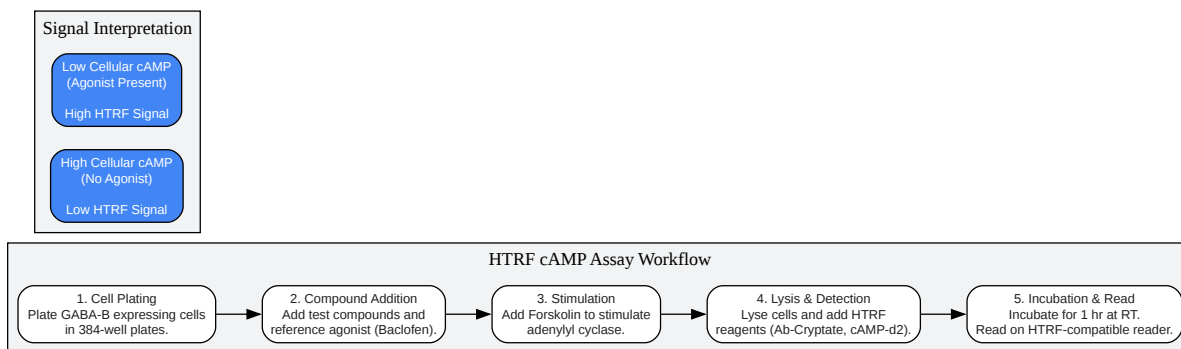 Signal Interpretation
Low Cellular cAMP
(Agonist Present)
High HTRF Signal
High Cellular cAMP
(No Agonist)
Low HTRF Signal
HTRF cAMP Assay Workflow
1. Cell Plating
Plate GABA-B expressing cells
in 384-well plates.
2. Compound Addition
Add test compounds and
reference agonist (Baclofen).
3. Stimulation
Add Forskolin to stimulate
adenylyl cyclase.
4. Lysis & Detection
Lyse cells and add HTRF
reagents (Ab-Cryptate, cAMP-d2).
5. Incubation & Read
Incubate for 1 hr at RT.
Read on HTRF-compatible reader.